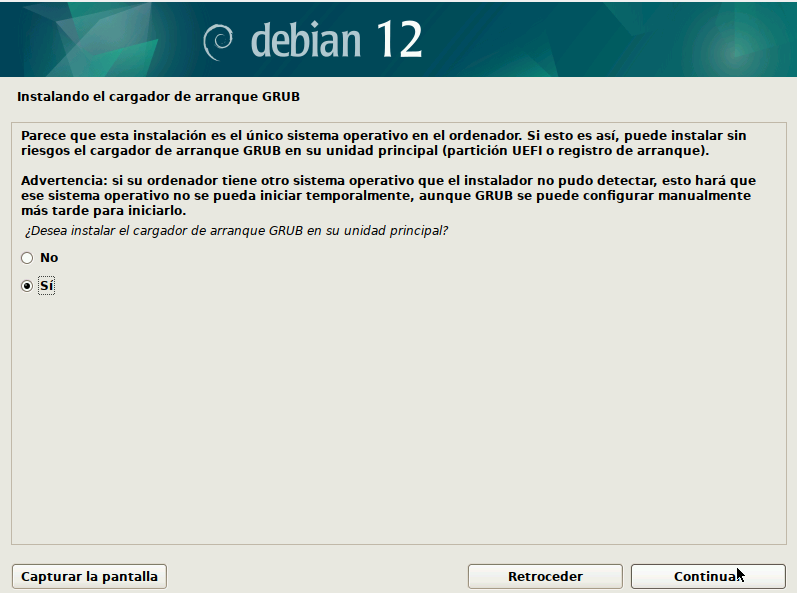 debian 12
Instalando el cargador de arranque GRUB
Parece que esta instalación es el único sistema operativo en el ordenador. Si esto es así, puede instalar sin
riesgos el cargador de arranque GRUB en su unidad principal (partición UEFI o registro de arranque).
Advertencia: si su ordenador tiene otro sistema operativo que el instalador no pudo detectar, esto hará que
ese sistema operativo no se pueda iniciar temporalmente, aunque GRUB se puede configurar manualmente
más tarde para iniciarlo.
¿Desea instalar el cargador de arranque GRUB en su unidad principal?
No
Sí
Capturar la pantalla
Retroceder
Continuar